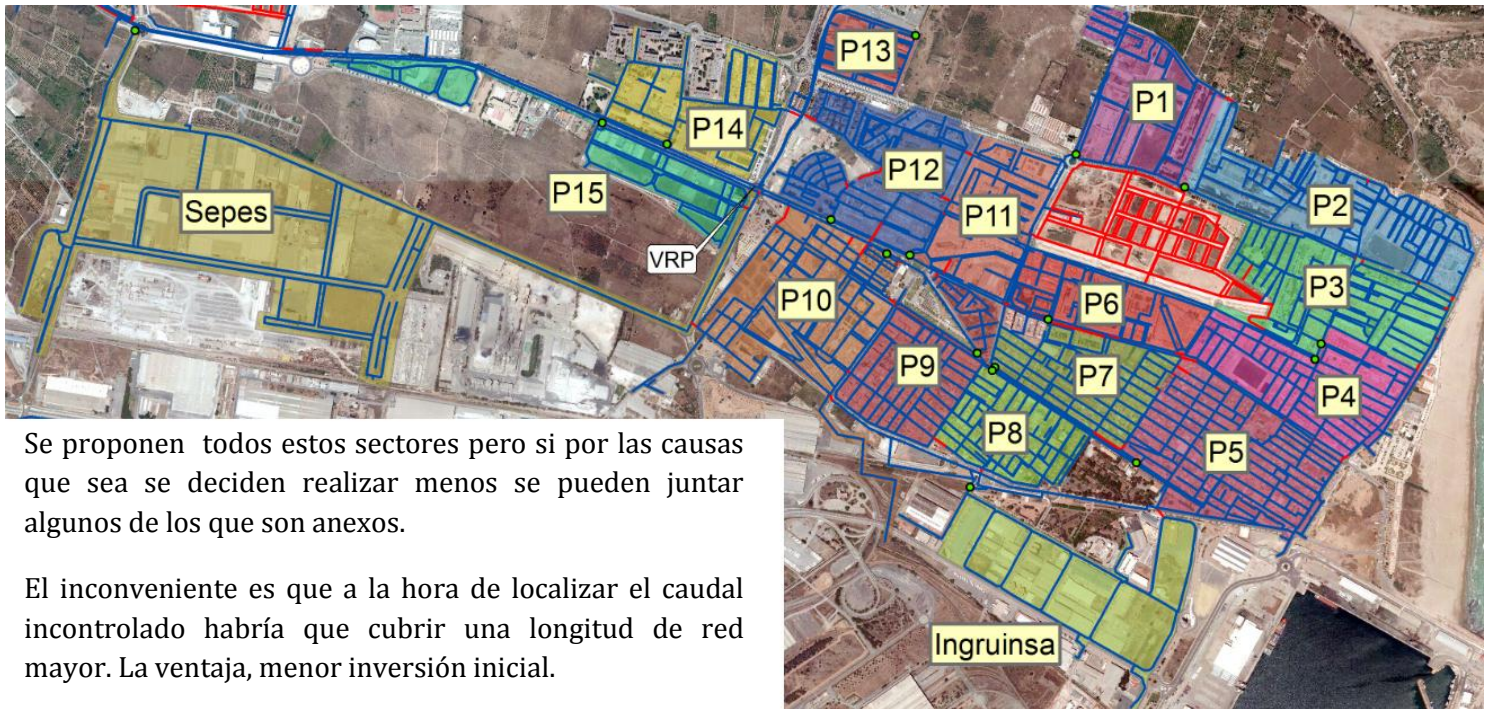 P13
P1
P14
P12
P15
P2
Sepes
P11
VRP
P3
P10
P6
P9
P7
P4
P8
P5
Ingruinsa
Se proponen todos estos sectores pero si por las causas
que sea se deciden realizar menos se pueden juntar
algunos de los que son anexos.
El inconveniente es que a la hora de localizar el caudal
incontrolado habría que cubrir una longitud de red
mayor. La ventaja, menor inversión inicial.